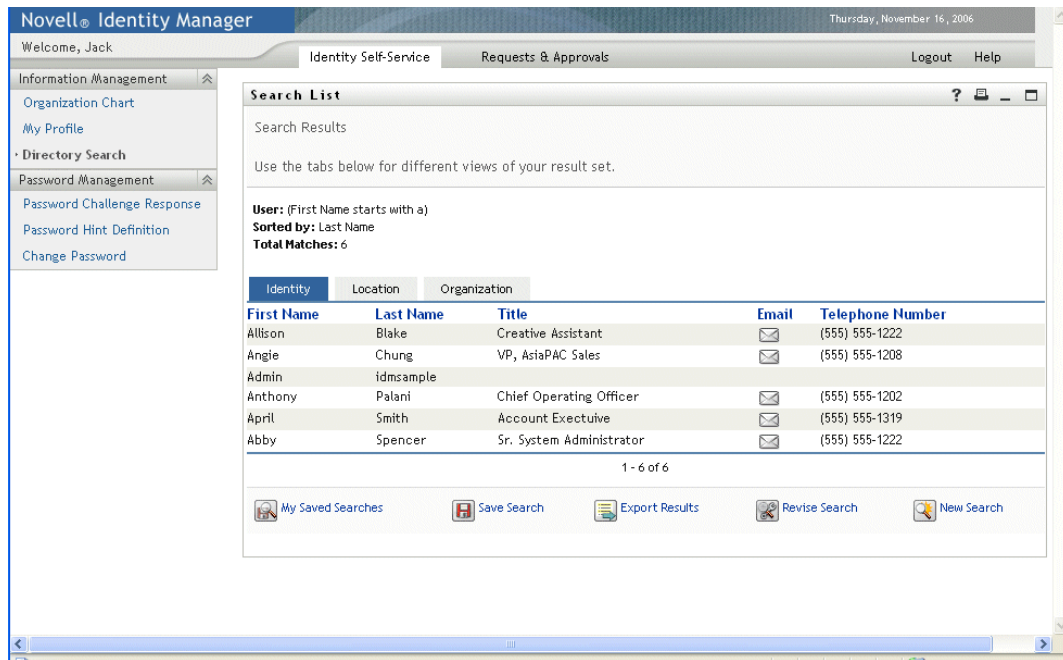 Novell® Identity Manager
Thursday, November 16, 2006
Welcome, Jack
Identity Self-Service
Requests & Approvals
Logout
Help
Information Management
Organization Chart
My Profile
Directory Search
Password Management
Password Challenge Response
Password Hint Definition
Change Password
Search List
?
Search Results
Use the tabs below for different views of your result set.
User: (First Name starts with a)
Sorted by: Last Name
Total Matches: 6
Identity Location Organization
First Name Last Name Title Email Telephone Number
Allison Blake Creative Assistant (555) 555-1222
Angie Chung VP, AsiaPAC Sales (555) 555-1208
Admin idmsample
Anthony Palani Chief Operating Officer (555) 555-1202
April Smith Account Exectuive (555) 555-1319
Abby Spencer Sr. System Administrator (555) 555-1222
1 - 6 of 6
My Saved Searches Save Search Export Results Revise Search New Search